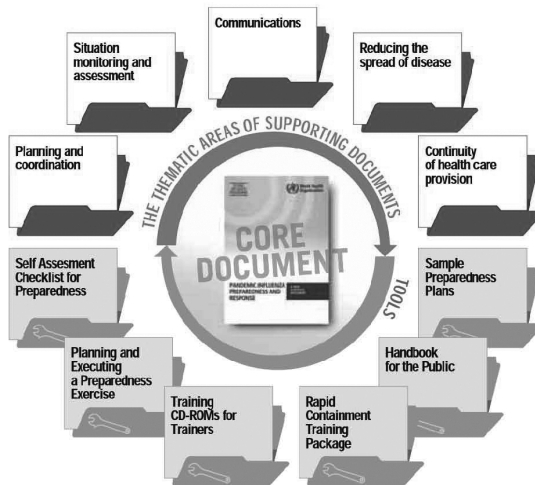 Communications
Situation
monitoring and
assessment
Reducing the
spread of disease
Planning and
coordination
Continuity
of health care
provision
THE THEMATIC AREAS OF SUPPORTING DOCUMENTS
World Health
Organization
CORE
DOCUMENT
PANDEMIC INFLUENZA
PREPAREDNESS AND
RESPONSE
TOOLS
Self Assesment
Checklist for
Preparedness
Sample
Preparedness
Plans
Planning and
Executing
a Preparedness
Exercise
Handbook
for the Public
Training
CD-ROMs for
Trainers
Rapid
Containment
Training
Package